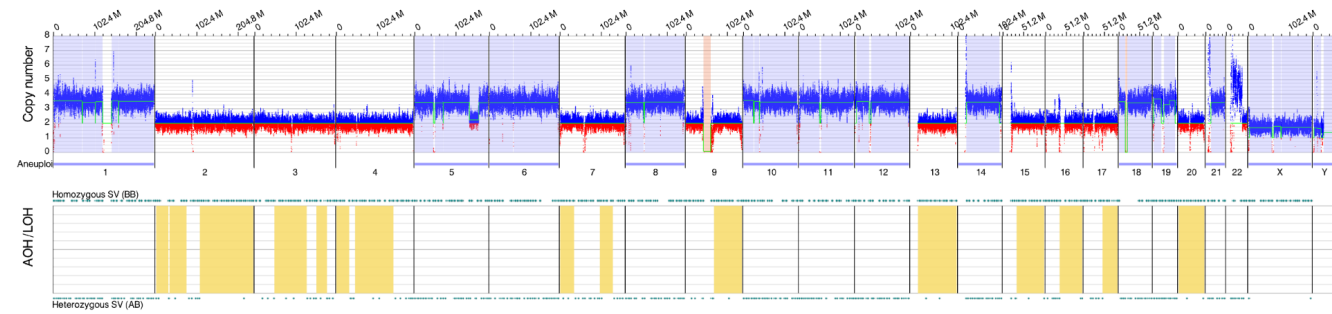 0 102.4 M 204.8 M 0 102.4 M 204.8 M 0 102.4 M 0 102.4 M 0 102.4 M 0 102.4 M 0 102.4 M 0 102.4 M 0 102.4 M 0 102.4 M 0 102.4 M 0 102.4 M 0 102.4 M 0 102.4 M 0 51.2 M 0 51.2 M 0 51.2 M 0 51.2 M 0 0 0 0 0 102.4 M 0
8
7
6
5
4
3
2
1
0
Copy number
Aneuploi
1 2 3 4 5 6 7 8 9 10 11 12 13 14 15 16 17 18 19 20 21 22 X Y
Homozygous SV (BB)
AOH/LOH
Heterozygous SV (AB)